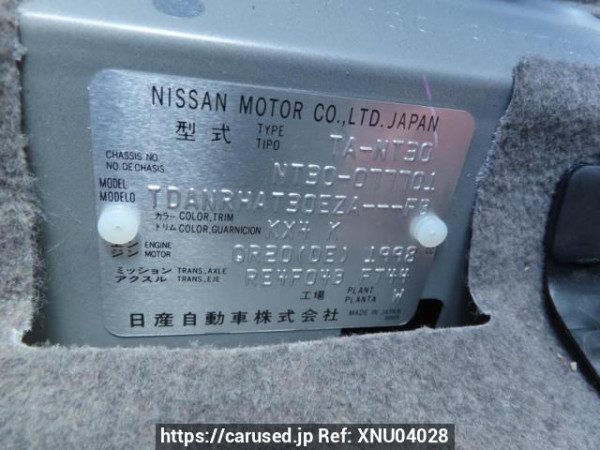 NISSAN MOTOR CO.,LTD. JAPAN
型式 TYPE TIPO TA-NT30
CHASSIS NO. NO DECHASIS NT30-077701
MODEL MODELO TDANRHAT30EZA---
カラー COLOR,TRIM
トリム COLOR,GUARNICION KX4 K
エンジン ENGINE MOTOR QR20(DE) 1998 cc
ミッション TRANS.,AXLE
アクスル TRANS.,EJE RE4F04B FT44
工場 PLANT PLANTA W
日産自動車株式会社 MADE IN JAPAN
https://carused.jp Ref: XNU04028